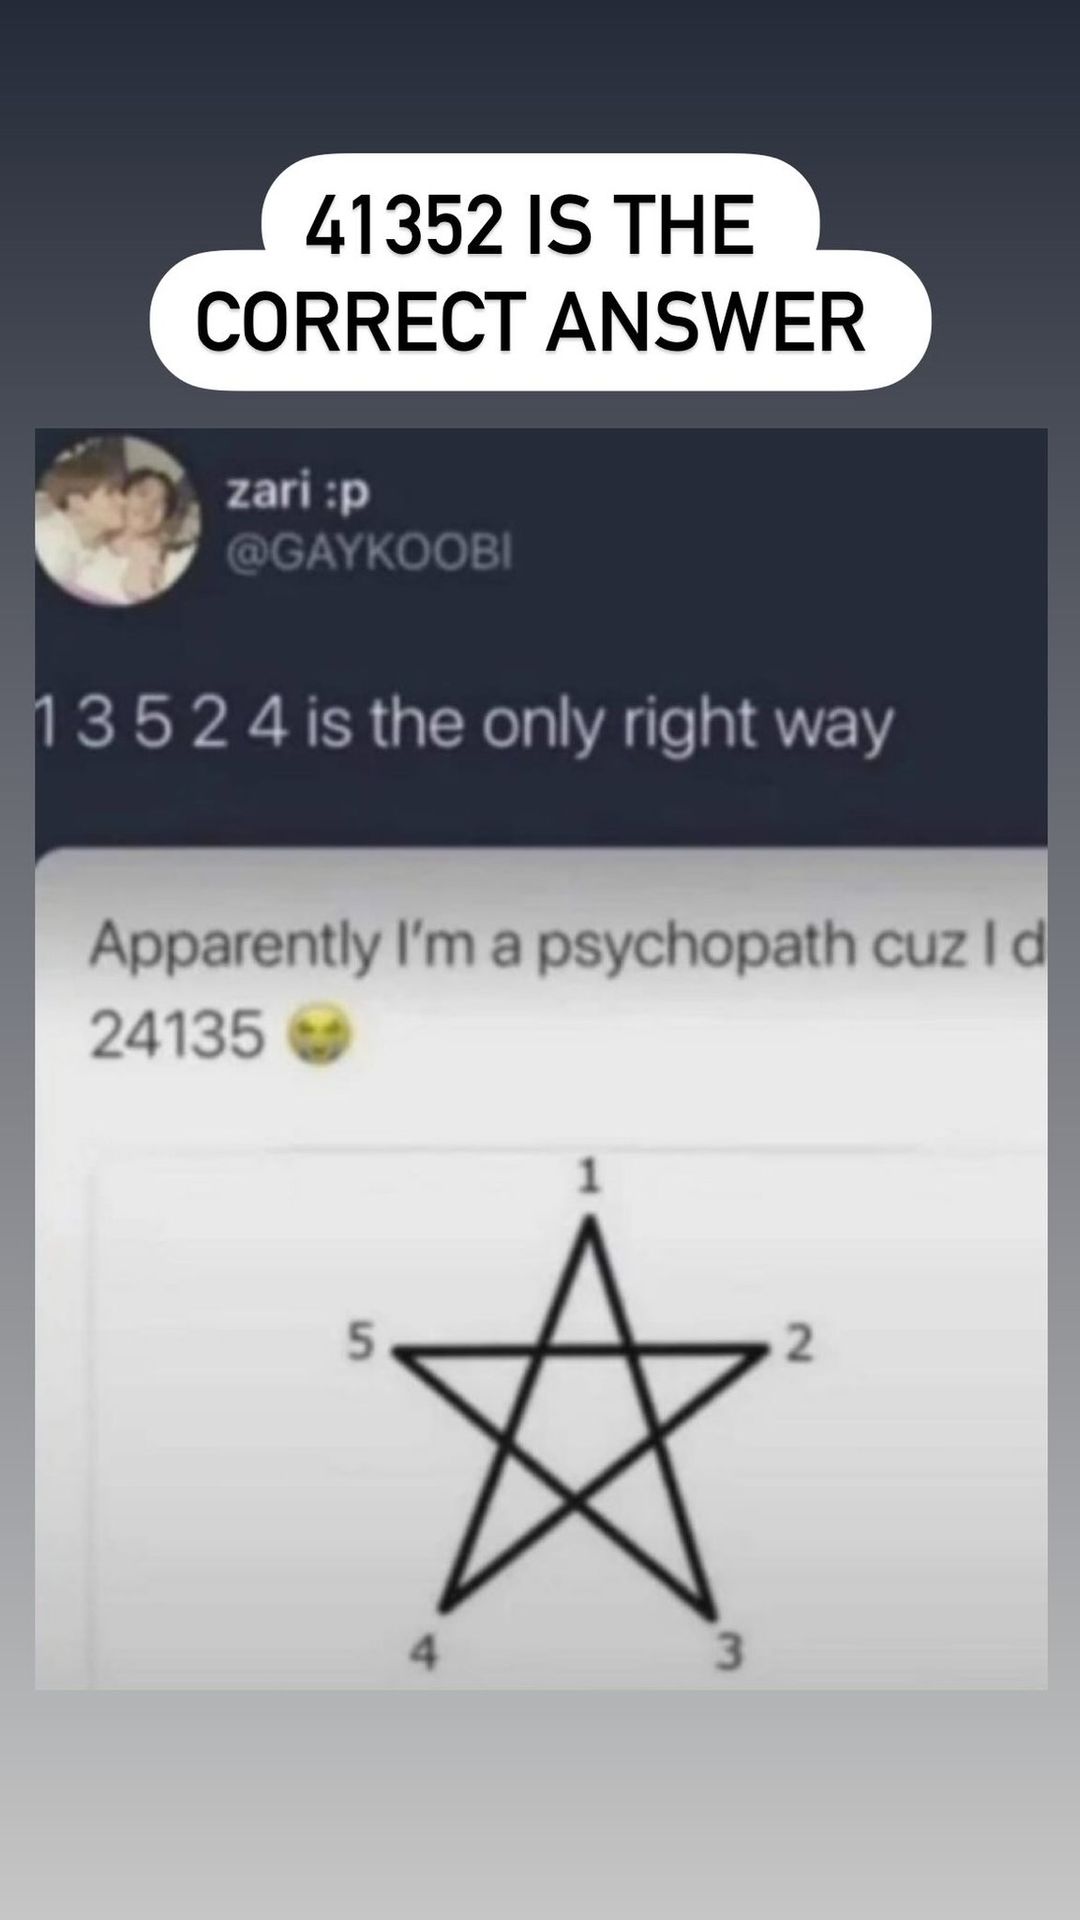 41352 IS THE
CORRECT ANSWER
zari :p
@GAYKOOBI
1 3 5 2 4 is the only right way
Apparently I'm a psychopath cuz I d
24135 😭
1
5
2
4
3